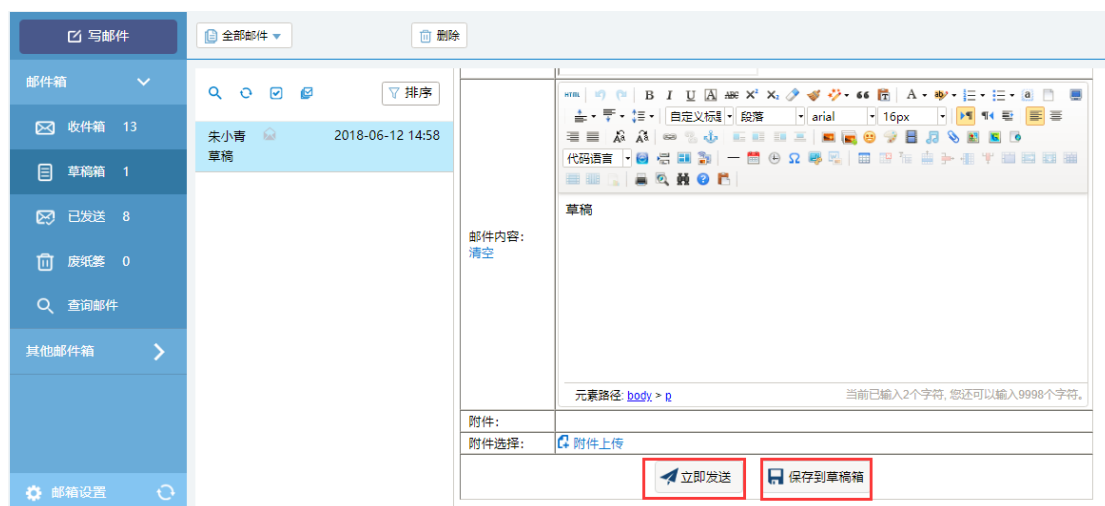 写邮件
全部邮件
删除
邮件箱
收件箱 13
草稿箱 1
已发送 8
废纸篓 0
查询邮件
其他邮件箱
邮箱设置
排序
朱小青 2018-06-12 14:58
草稿
HTML B I U A ABC X² X₂ 66 A
自定义标题 段落 arial 16px
代码语言
邮件内容:
清空
草稿
元素路径: body > p 当前已输入2个字符, 您还可以输入9998个字符。
附件:
附件选择: 附件上传
立即发送 保存到草稿箱